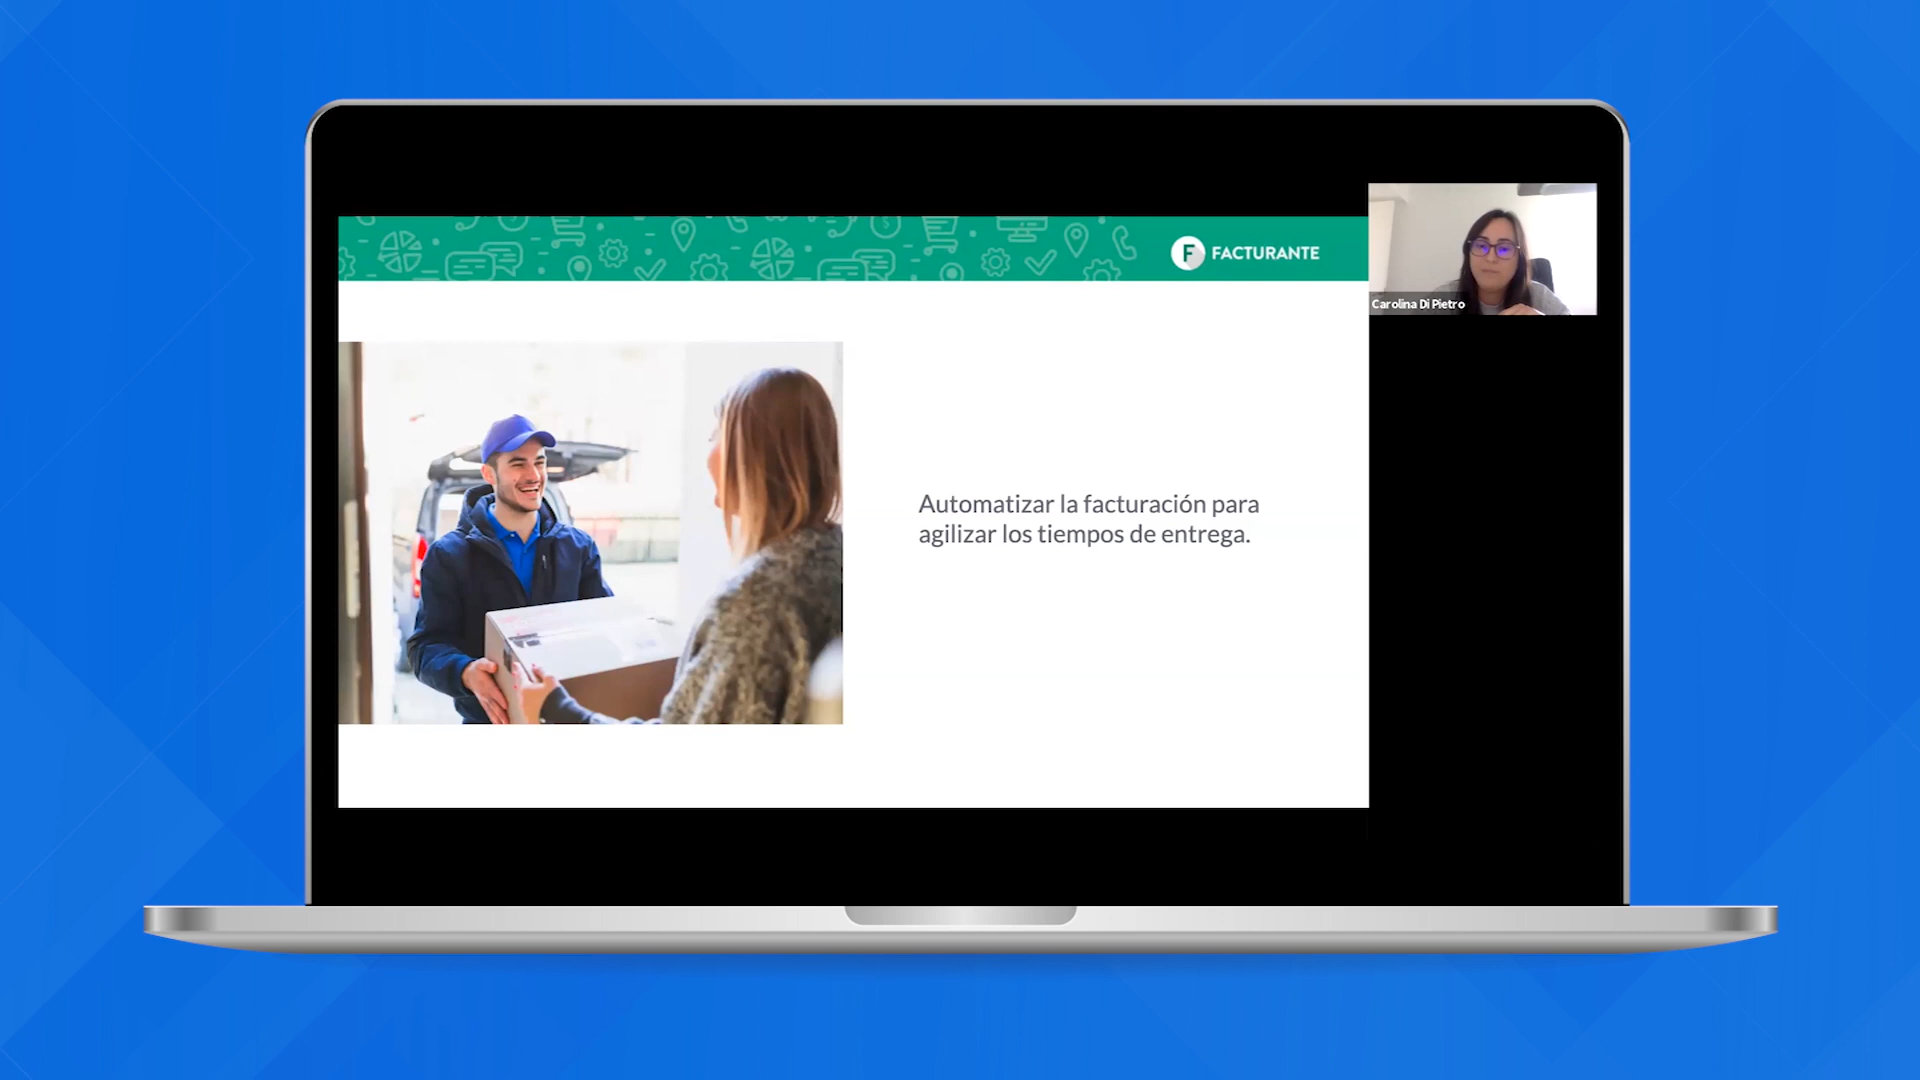 F FACTURANTE
Carolina Di Pietro
Automatizar la facturación para
agilizar los tiempos de entrega.